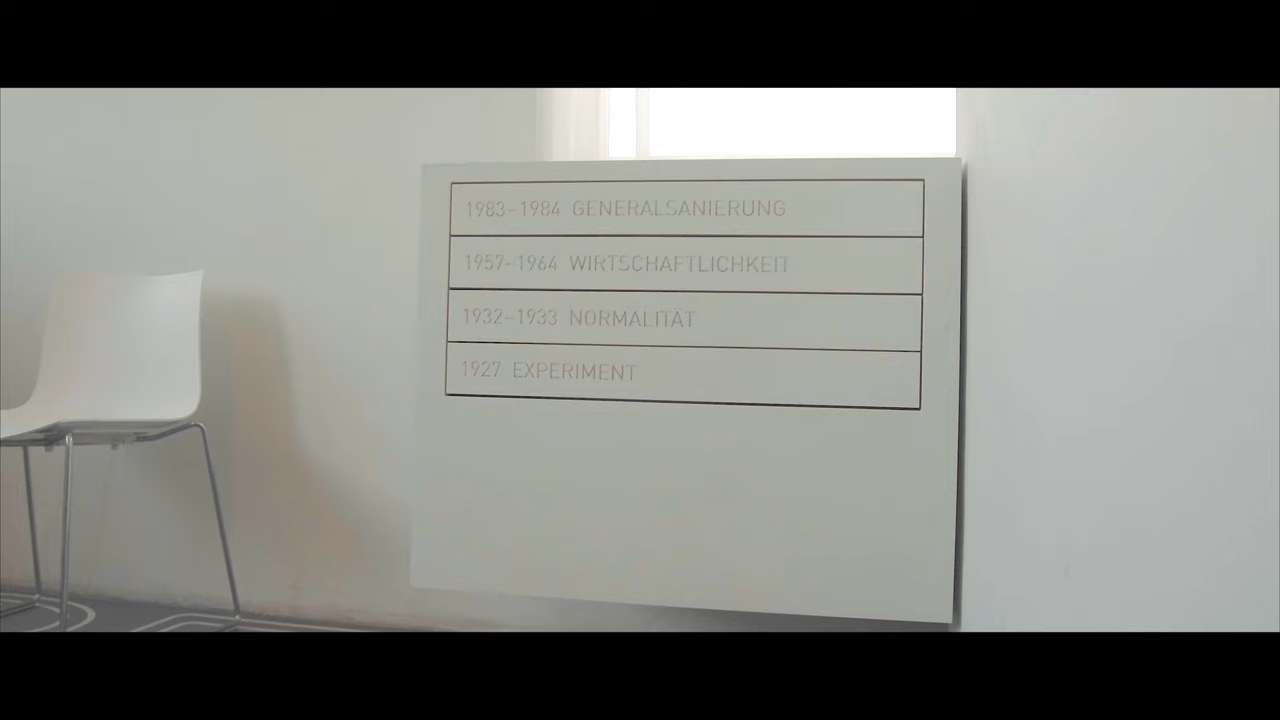 1983–1984 GENERALSANIERUNG
1957–1964 WIRTSCHAFTLICHKEIT
1932–1933 NORMALITÄT
1927 EXPERIMENT